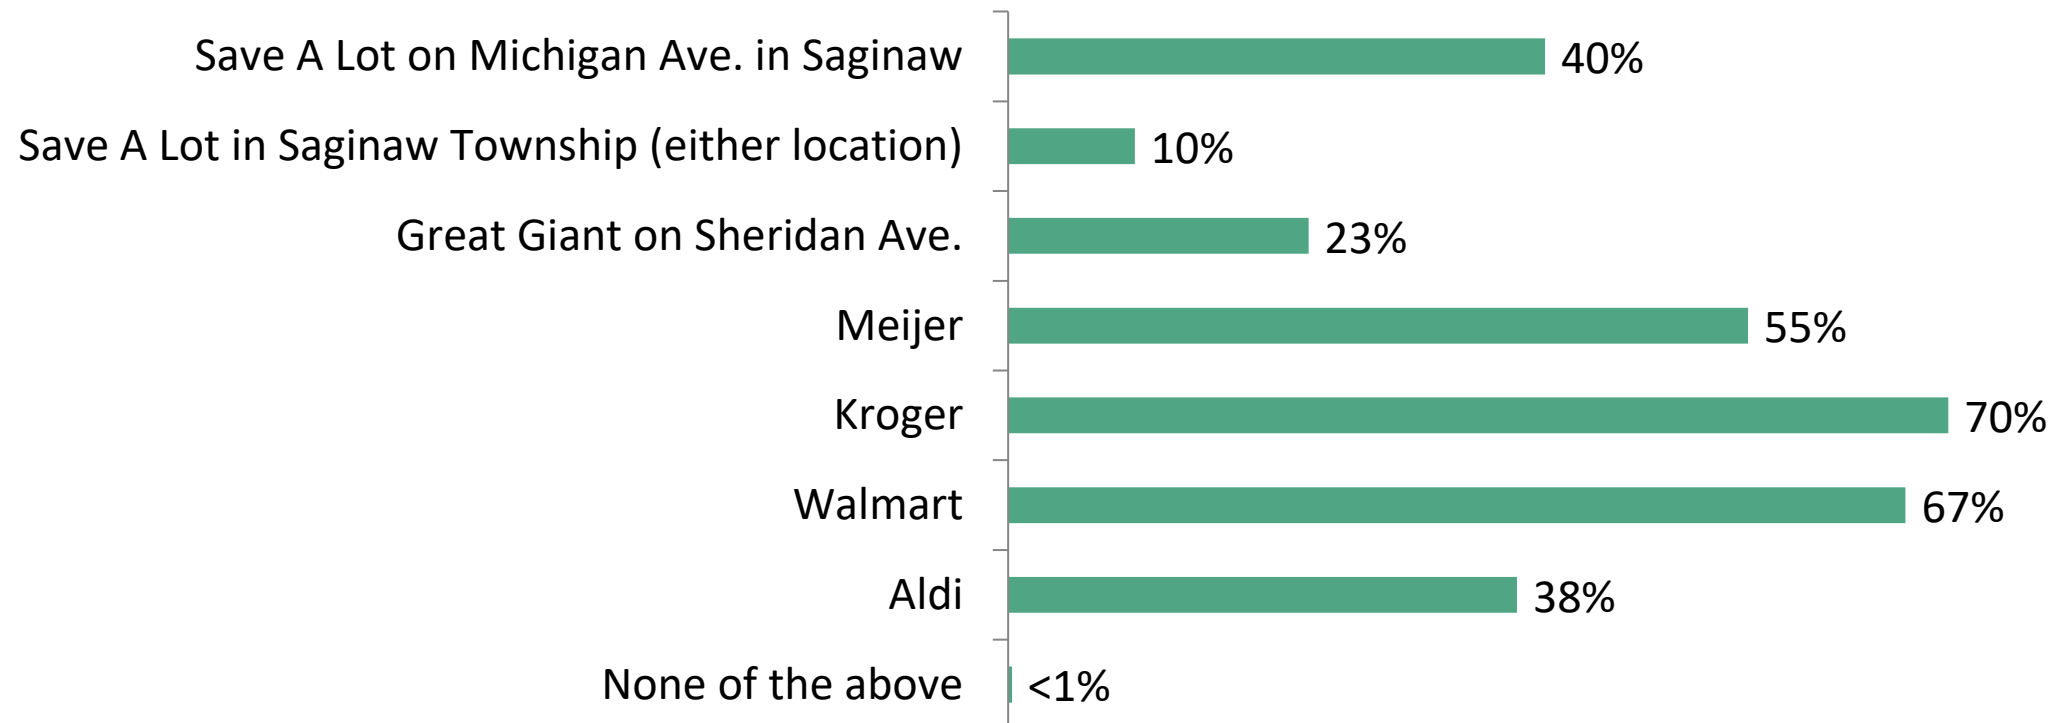 Save A Lot on Michigan Ave. in Saginaw 40%
Save A Lot in Saginaw Township (either location) 10%
Great Giant on Sheridan Ave. 23%
Meijer 55%
Kroger 70%
Walmart 67%
Aldi 38%
None of the above <1%